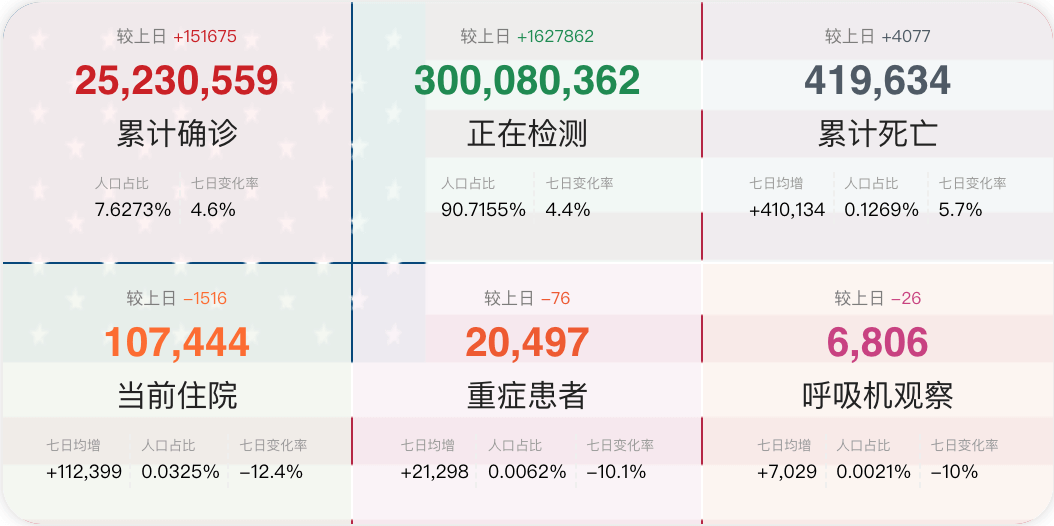 较上日 +151675
25,230,559
累计确诊
人口占比 七日变化率
7.6273% 4.6%
较上日 +1627862
300,080,362
正在检测
人口占比 七日变化率
90.7155% 4.4%
较上日 +4077
419,634
累计死亡
七日均增 人口占比 七日变化率
+410,134 0.1269% 5.7%
较上日 –1516
107,444
当前住院
七日均增 人口占比 七日变化率
+112,399 0.0325% –12.4%
较上日 –76
20,497
重症患者
七日均增 人口占比 七日变化率
+21,298 0.0062% –10.1%
较上日 –26
6,806
呼吸机观察
七日均增 人口占比 七日变化率
+7,029 0.0021% –10%